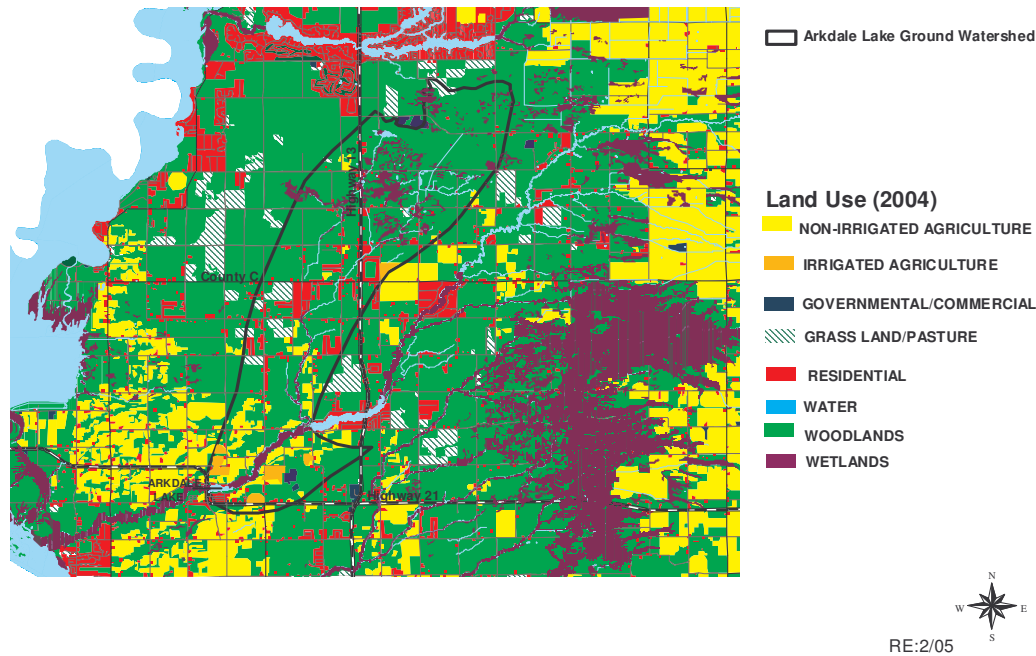 Arkdale Lake Ground Watershed
Highway 13
Land Use (2004)
NON-IRRIGATED AGRICULTURE
IRRIGATED AGRICULTURE
County C
GOVERNMENTAL/COMMERCIAL
GRASS LAND/PASTURE
RESIDENTIAL
WATER
WOODLANDS
WETLANDS
ARKDALE
LAKE
Highway 21
N
W
E
S
RE:2/05